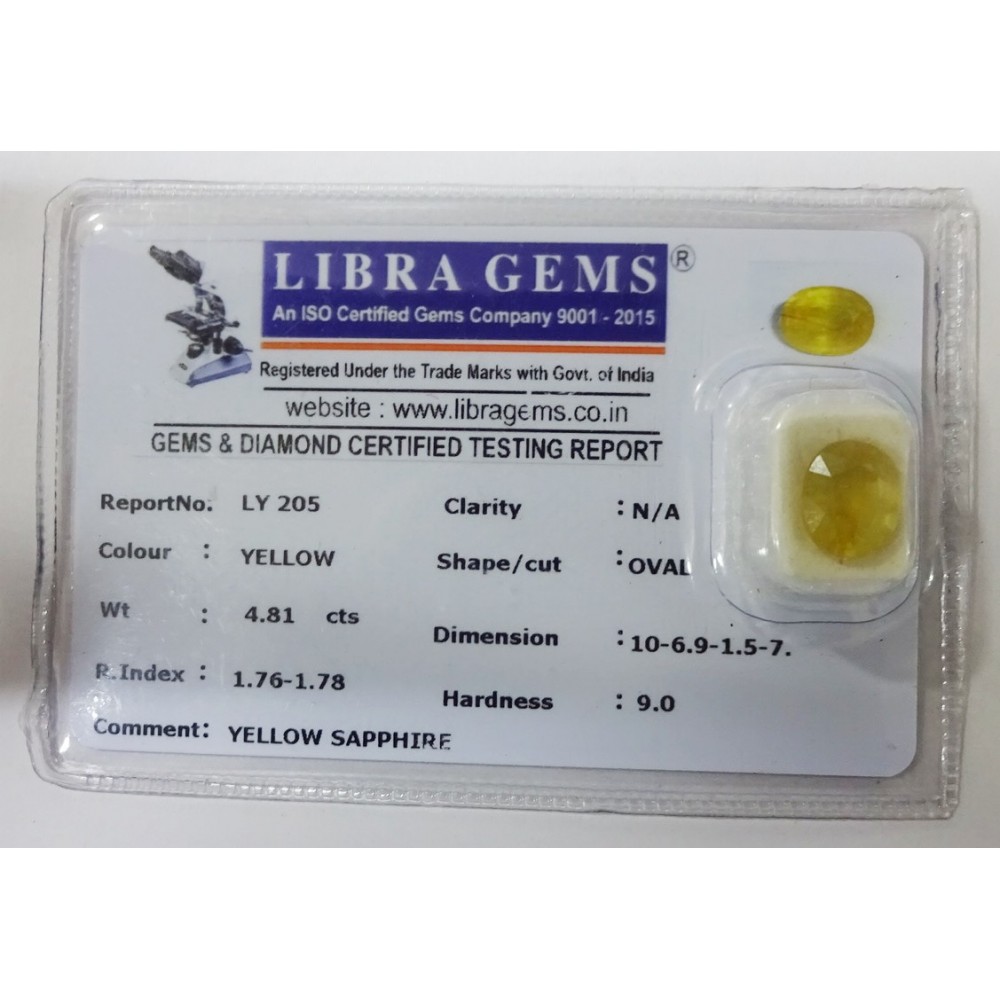 LIBRA GEMS ®
An ISO Certified Gems Company 9001 - 2015
Registered Under the Trade Marks with Govt. of India
website : www.libragems.co.in
GEMS & DIAMOND CERTIFIED TESTING REPORT
ReportNo: LY 205
Clarity : N/A
Colour : YELLOW
Shape/cut : OVAL
Wt : 4.81 cts
Dimension : 10-6.9-1.5-7.
R.Index : 1.76-1.78
Hardness : 9.0
Comment: YELLOW SAPPHIRE